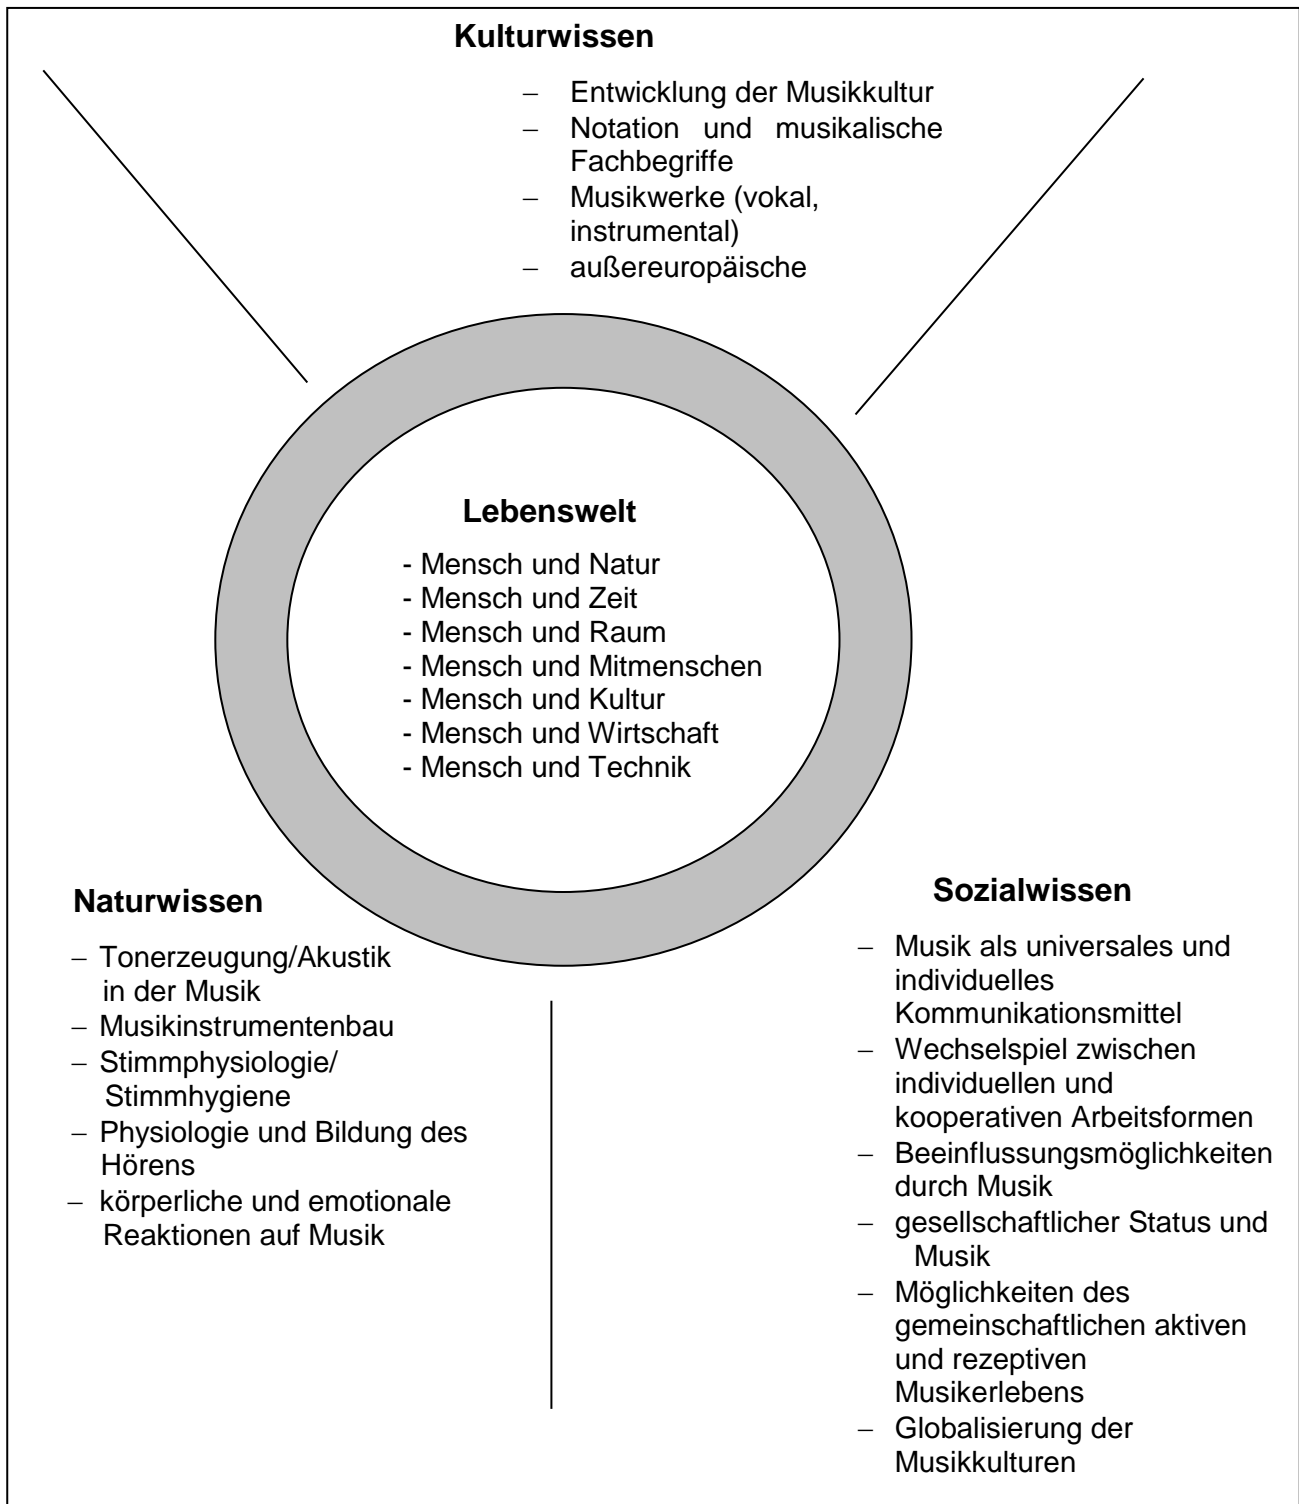 Kulturwissen
– Entwicklung der Musikkultur
– Notation und musikalische
Fachbegriffe
– Musikwerke (vokal,
instrumental)
– außereuropäische
Lebenswelt
- Mensch und Natur
- Mensch und Zeit
- Mensch und Raum
- Mensch und Mitmenschen
- Mensch und Kultur
- Mensch und Wirtschaft
- Mensch und Technik
Naturwissen
– Tonerzeugung/Akustik
in der Musik
– Musikinstrumentenbau
– Stimmphysiologie/
Stimmhygiene
– Physiologie und Bildung des
Hörens
– körperliche und emotionale
Reaktionen auf Musik
Sozialwissen
– Musik als universales und
individuelles
Kommunikationsmittel
– Wechselspiel zwischen
individuellen und
kooperativen Arbeitsformen
– Beeinflussungsmöglichkeiten
durch Musik
– gesellschaftlicher Status und
Musik
– Möglichkeiten des
gemeinschaftlichen aktiven
und rezeptiven
Musikerlebens
– Globalisierung der
Musikkulturen